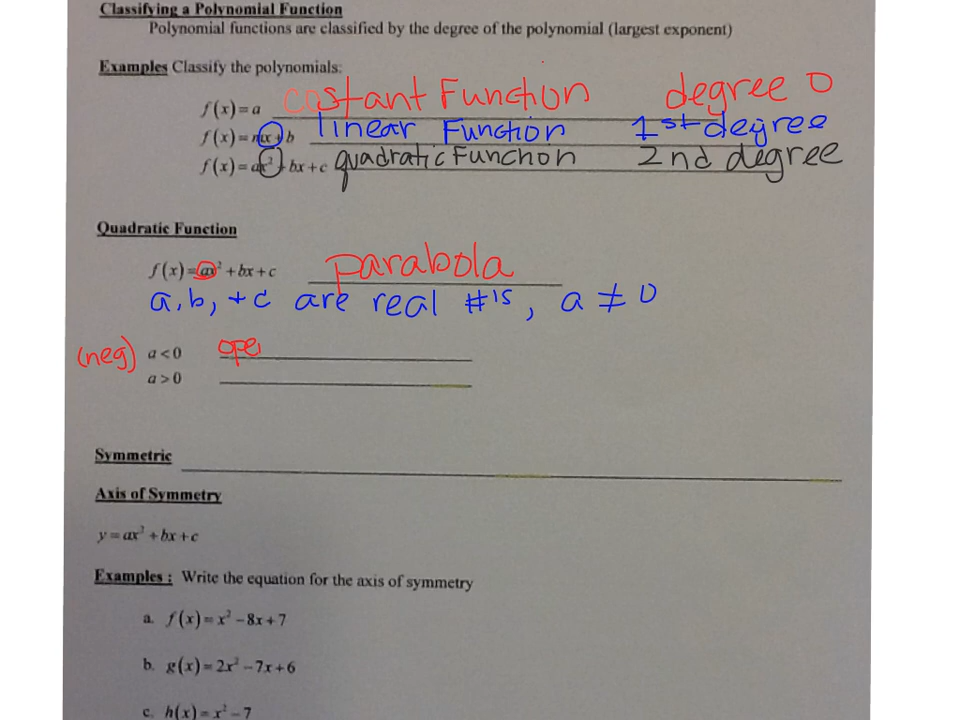 Classifying a Polynomial Function
Polynomial functions are classified by the degree of the polynomial (largest exponent)
Examples Classify the polynomials:
f(x) = a costant Function degree 0
f(x) = mx + b linear Function 1st degree
f(x) = ax² + bx + c quadratic Function 2nd degree
Quadratic Function
f(x) = ax² + bx + c parabola
a, b, + c are real #'s, a ≠ 0
(neg) a < 0 ope
a > 0
Symmetric
Axis of Symmetry
y = ax² + bx + c
Examples : Write the equation for the axis of symmetry
a. f(x) = x² − 8x + 7
b. g(x) = 2x² − 7x + 6
c. h(x) = x² − 7